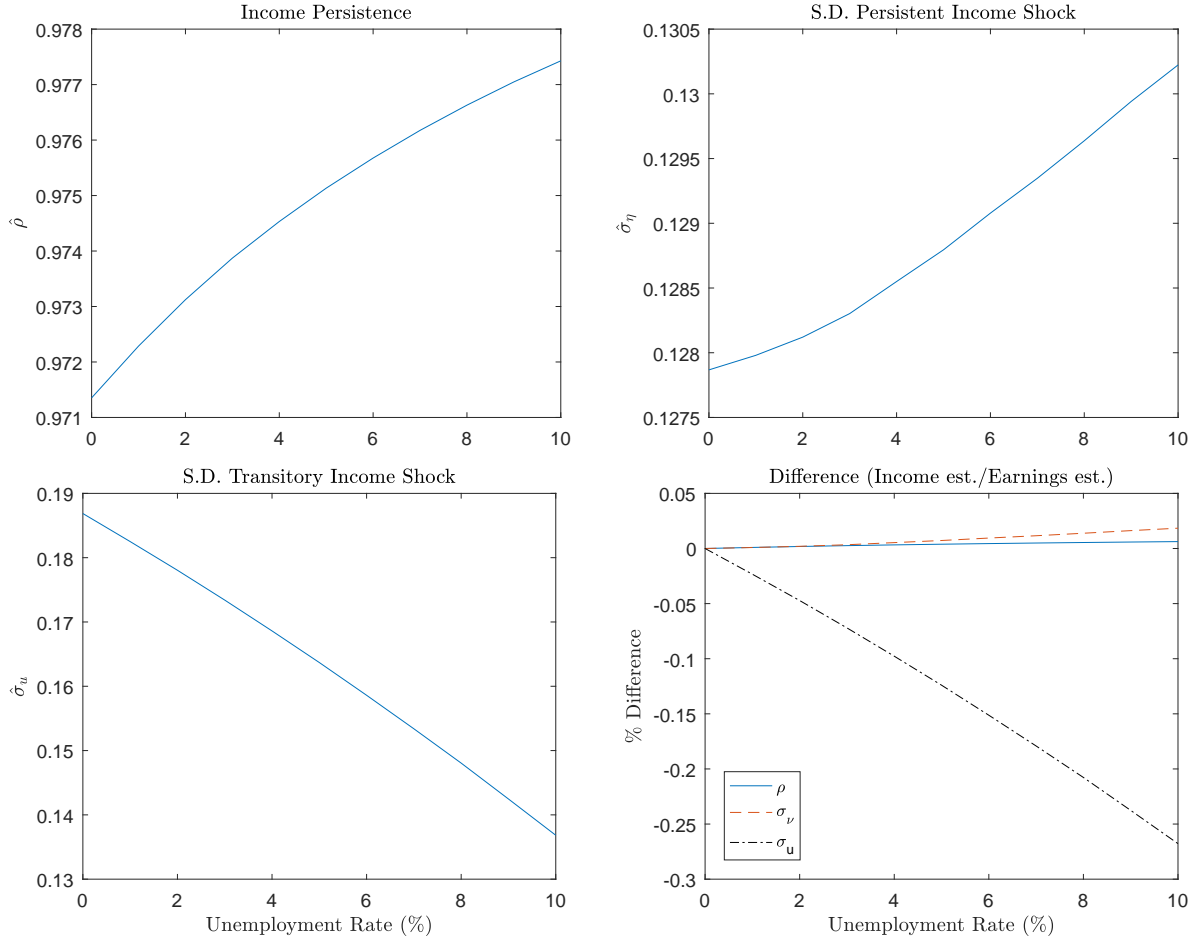 Income Persistence
0.978
0.977
0.976
0.975
0.974
0.973
0.972
0.971
ρ̂
0 2 4 6 8 10
S.D. Persistent Income Shock
0.1305
0.13
0.1295
0.129
0.1285
0.128
0.1275
σ̂η
0 2 4 6 8 10
S.D. Transitory Income Shock
0.19
0.18
0.17
0.16
0.15
0.14
0.13
σ̂u
0 2 4 6 8 10
Unemployment Rate (%)
Difference (Income est./Earnings est.)
0.05
0
-0.05
-0.1
-0.15
-0.2
-0.25
-0.3
% Difference
ρ
σν
σu
0 2 4 6 8 10
Unemployment Rate (%)